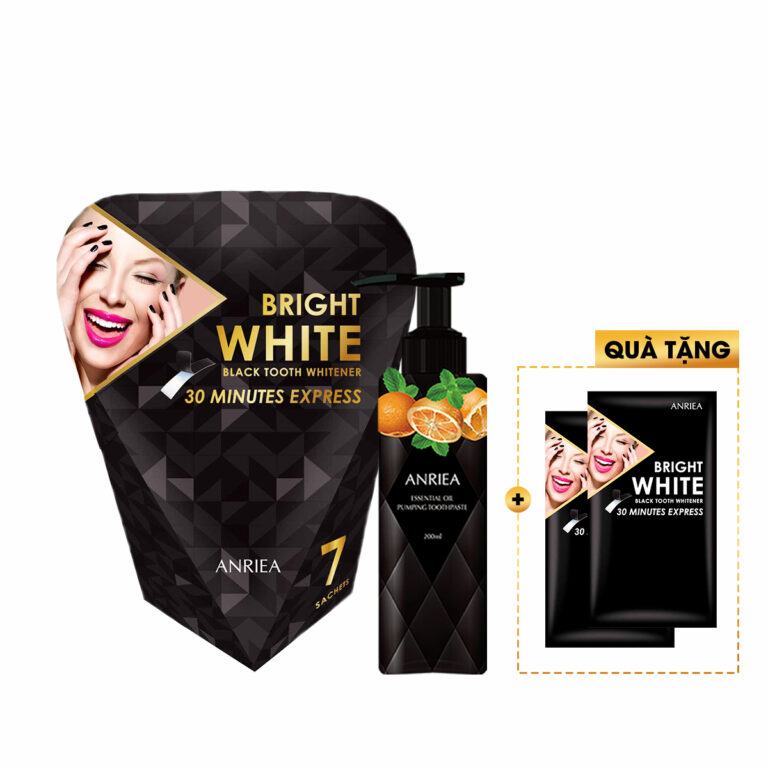 BRIGHT
WHITE
BLACK TOOTH WHITENER
30 MINUTES EXPRESS
ANRIEA
7
SACHETS
ANRIEA
ESSENTIAL OIL
PUMPING TOOTHPASTE
200ml
+
QUÀ TẶNG
30
ANRIEA
BRIGHT
WHITE
BLACK TOOTH WHITENER
30 MINUTES EXPRESS